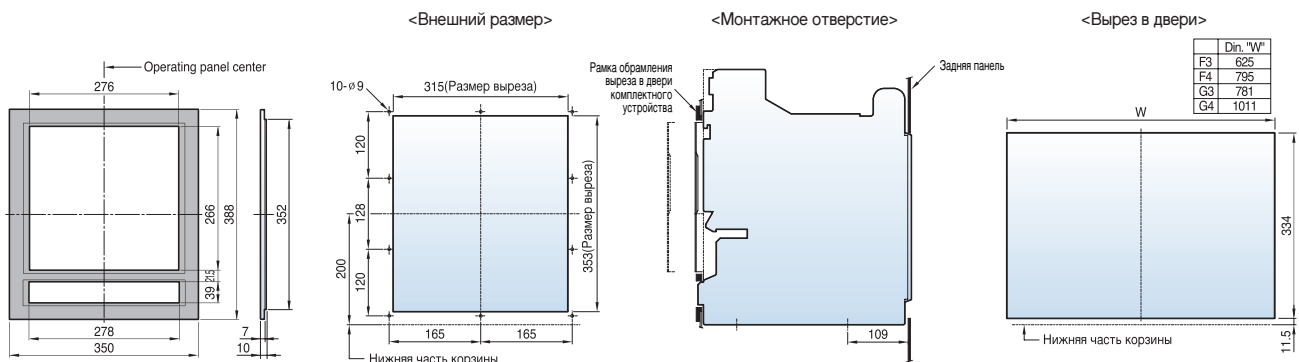 <Внешний размер>
<Монтажное отверстие>
<Вырез в двери>
Operating panel center
276
266
388
352
21.5
39
278
350
7
10
10-ø9
315(Размер выреза)
120
128
120
200
353(Размер выреза)
165
165
Нижняя часть корзины
Рамка обрамления
выреза в двери
комплектного
устройства
Задняя панель
109
Din. "W"
F3 625
F4 795
G3 781
G4 1011
W
334
11.5
Нижняя часть корзины